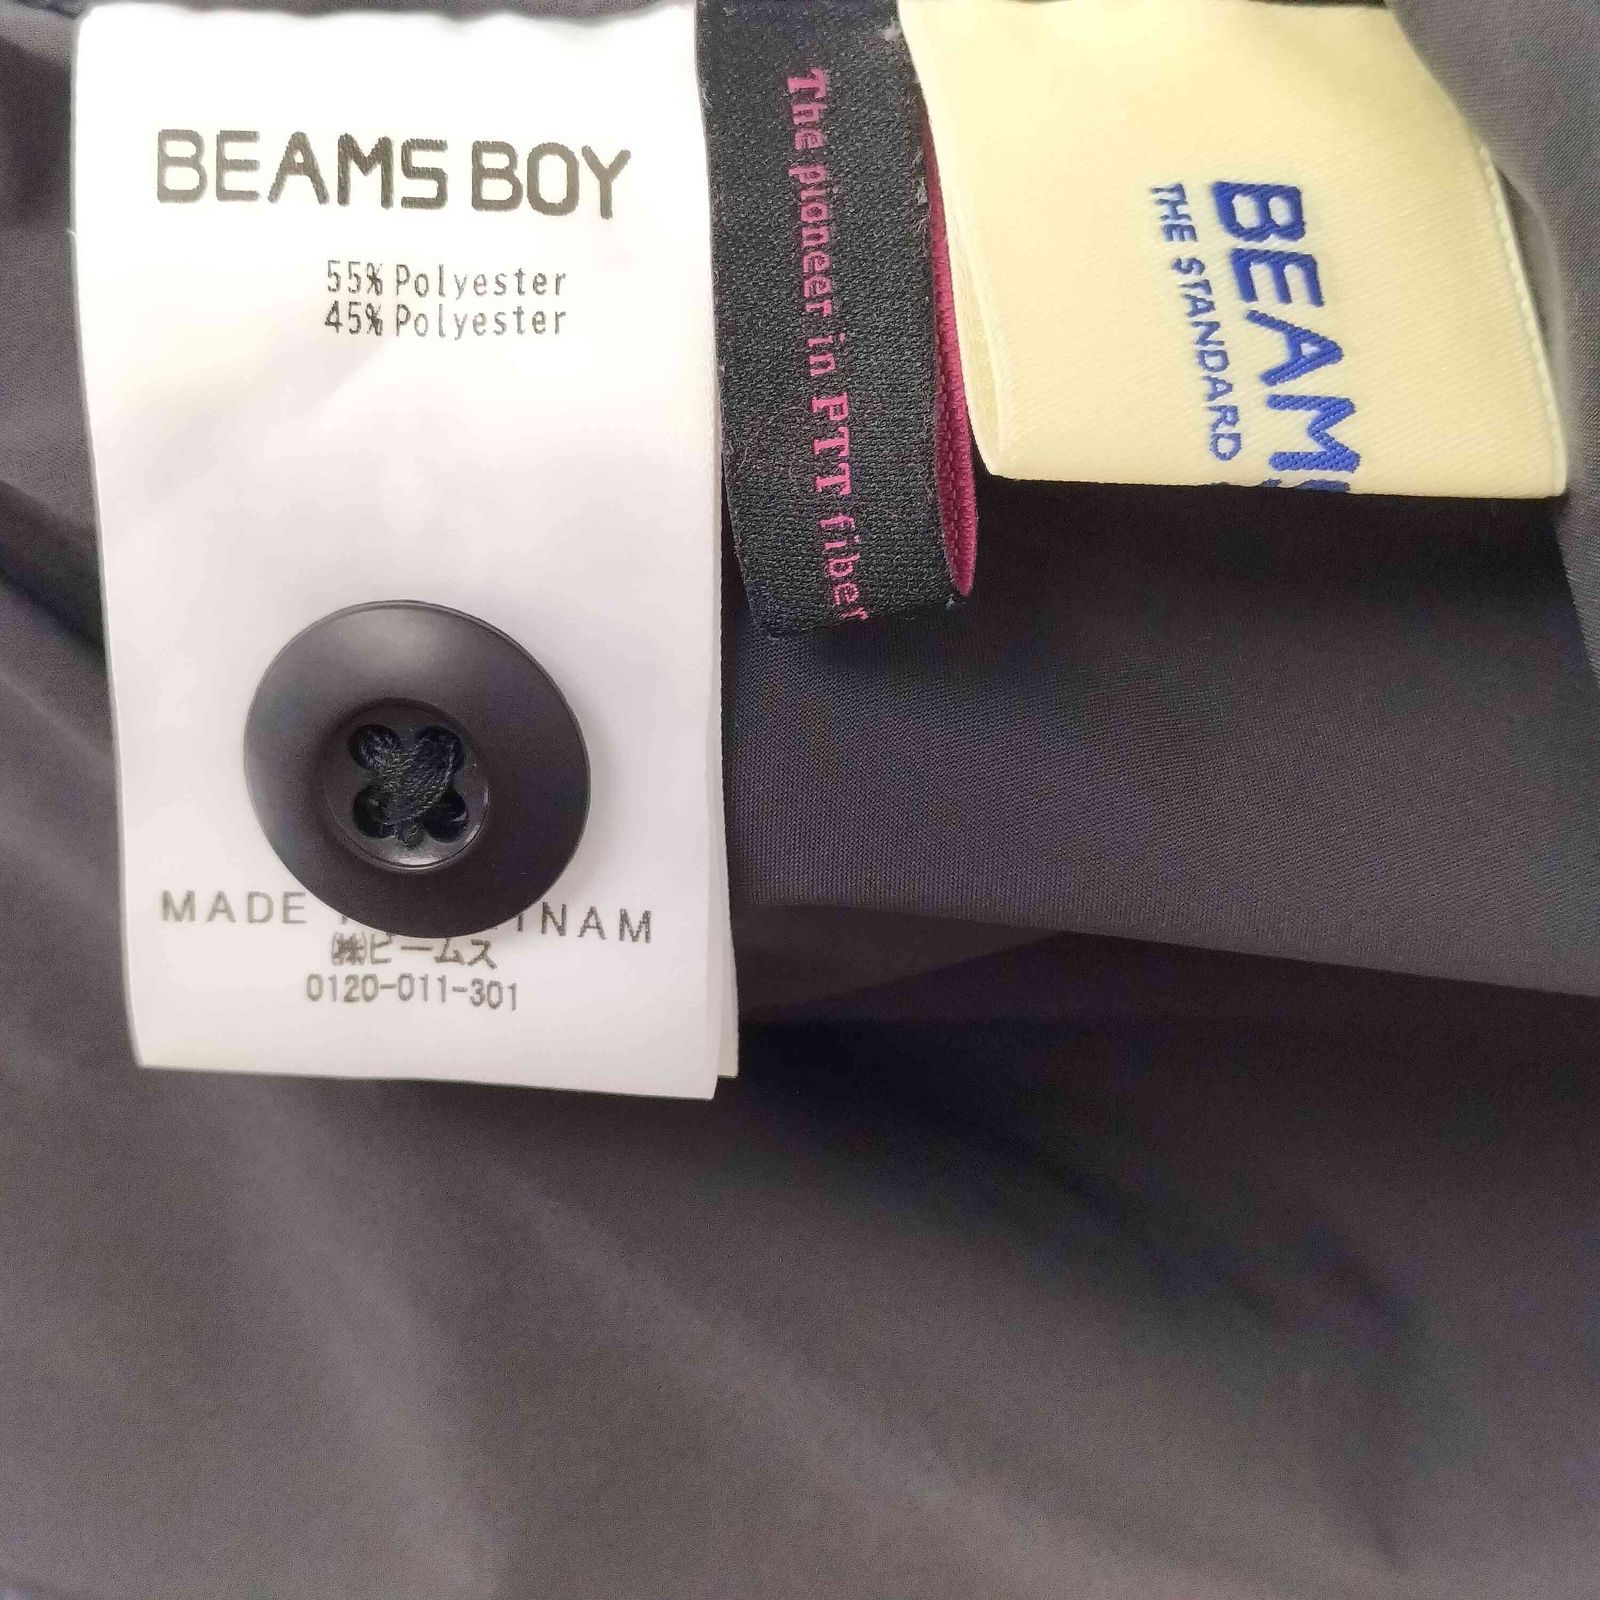 BEAMS BOY
55% Polyester
45% Polyester
MADE
(株)ビームス
0120-011-301
The pioneer in PTT fiber
BEAMS
THE STANDARD